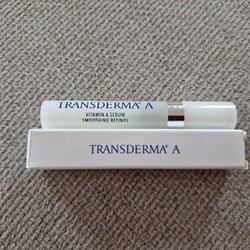 TRANSDERMA® A
VITAMIN A SERUM
SMOOTHING RETINOL
TRANSDERMA® A